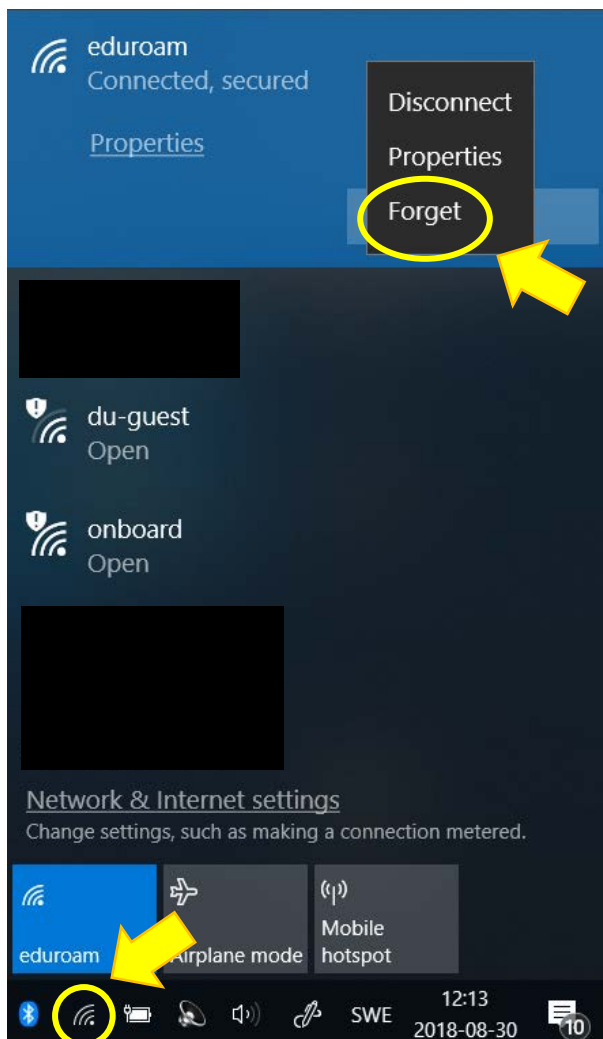 eduroam
Connected, secured
Properties
Disconnect
Properties
Forget
du-guest
Open
onboard
Open
Network & Internet settings
Change settings, such as making a connection metered.
eduroam
Airplane mode
Mobile
hotspot
SWE
12:13
2018-08-30
10